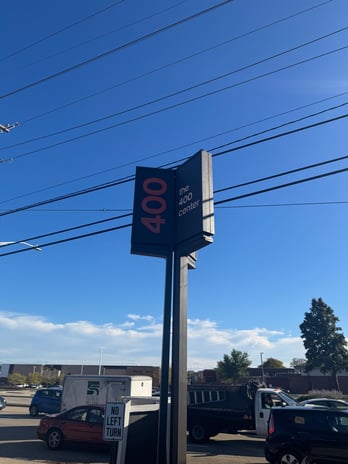 400
the
400
center
NO
LEFT
TURN